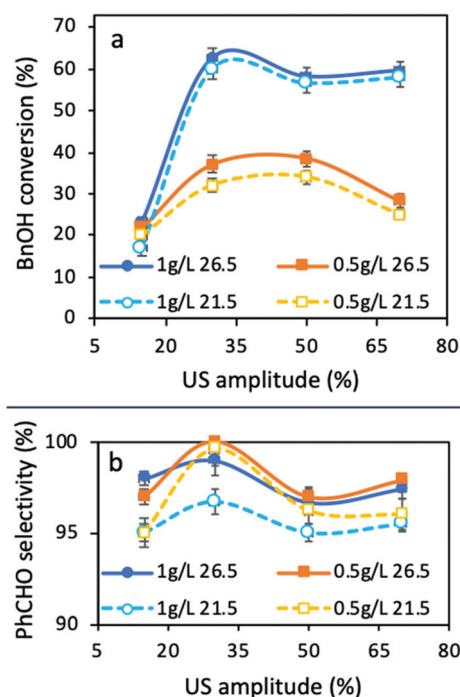 a
70
60
50
40
30
20
10
0
BnOH conversion (%)
1g/L 26.5 0.5g/L 26.5
1g/L 21.5 0.5g/L 21.5
5 20 35 50 65 80
US amplitude (%)
b
100
95
90
PhCHO selectivity (%)
1g/L 26.5 0.5g/L 26.5
1g/L 21.5 0.5g/L 21.5
5 20 35 50 65 80
US amplitude (%)